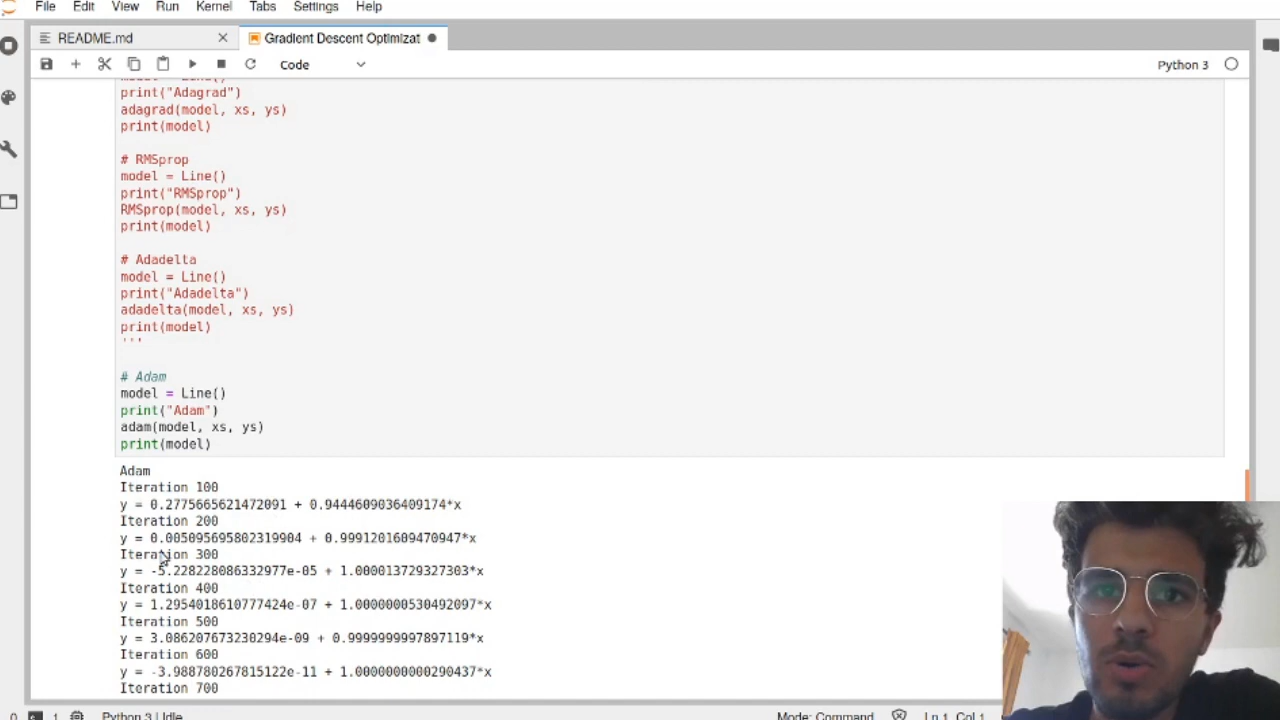 File Edit View Run Kernel Tabs Settings Help
README.md
Gradient Descent Optimizat
Code
Python 3
print("Adagrad")
adagrad(model, xs, ys)
print(model)
# RMSprop
model = Line()
print("RMSprop")
RMSprop(model, xs, ys)
print(model)
# Adadelta
model = Line()
print("Adadelta")
adadelta(model, xs, ys)
print(model)
'''
# Adam
model = Line()
print("Adam")
adam(model, xs, ys)
print(model)
Adam
Iteration 100
y = 0.2775665621472091 + 0.9444609036409174*x
Iteration 200
y = 0.005095695802319904 + 0.9991201609470947*x
Iteration 300
y = -5.228228086332977e-05 + 1.000013729327303*x
Iteration 400
y = 1.2954018610777424e-07 + 1.0000000530492097*x
Iteration 500
y = 3.086207673230294e-09 + 0.9999999997897119*x
Iteration 600
y = -3.988780267815122e-11 + 1.0000000000290437*x
Iteration 700
0 1 Python 3 | Idle Mode: Command Ln 1, Col 1